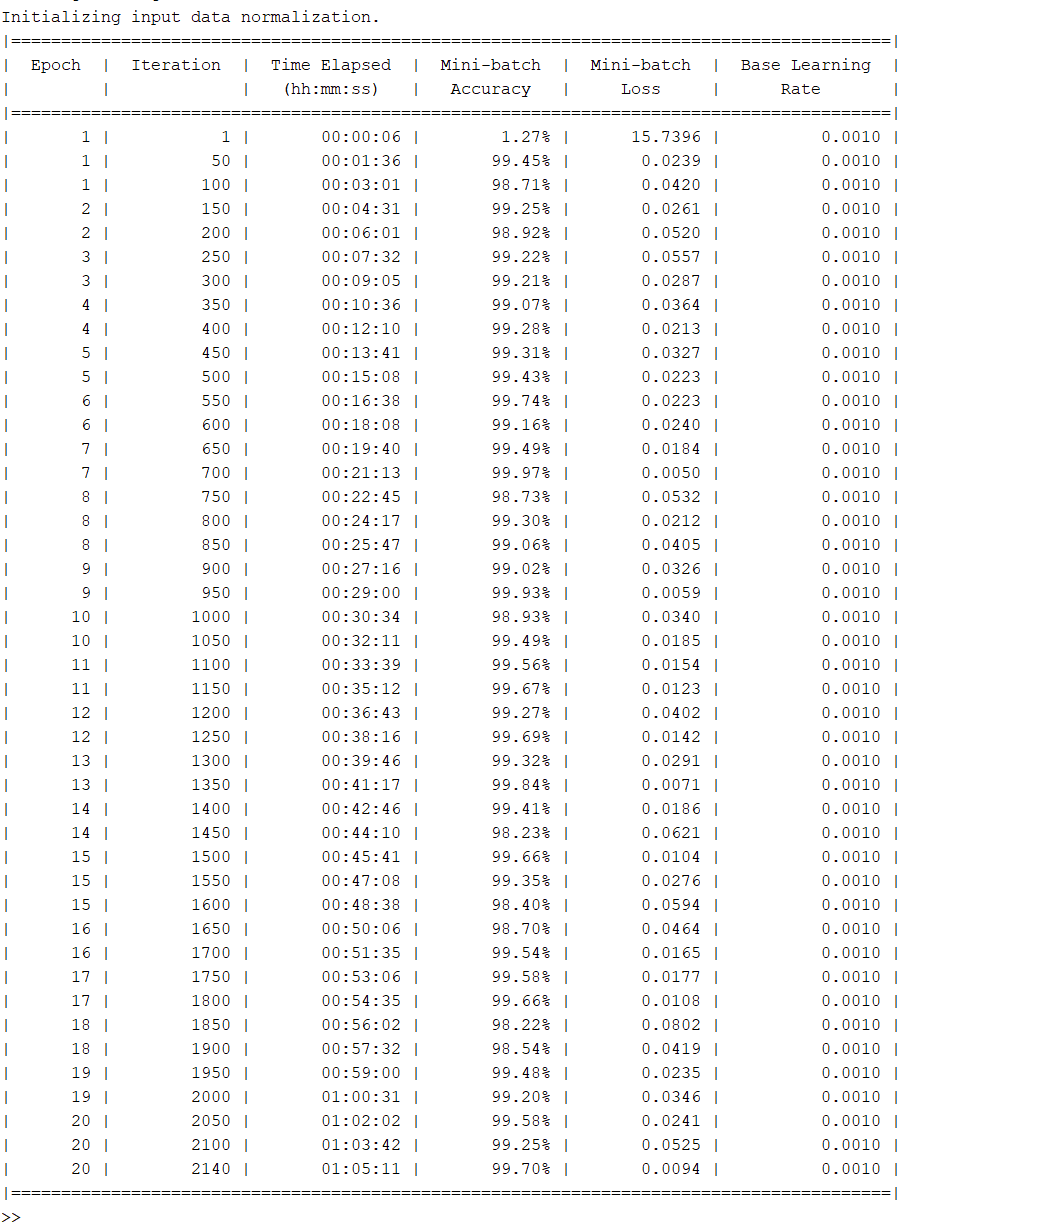 Initializing input data normalization.
|========================================================================================|
| Epoch | Iteration | Time Elapsed | Mini-batch | Mini-batch | Base Learning |
| | | (hh:mm:ss) | Accuracy | Loss | Rate |
|========================================================================================|
| 1 | 1 | 00:00:06 | 1.27% | 15.7396 | 0.0010 |
| 1 | 50 | 00:01:36 | 99.45% | 0.0239 | 0.0010 |
| 1 | 100 | 00:03:01 | 98.71% | 0.0420 | 0.0010 |
| 2 | 150 | 00:04:31 | 99.25% | 0.0261 | 0.0010 |
| 2 | 200 | 00:06:01 | 98.92% | 0.0520 | 0.0010 |
| 3 | 250 | 00:07:32 | 99.22% | 0.0557 | 0.0010 |
| 3 | 300 | 00:09:05 | 99.21% | 0.0287 | 0.0010 |
| 4 | 350 | 00:10:36 | 99.07% | 0.0364 | 0.0010 |
| 4 | 400 | 00:12:10 | 99.28% | 0.0213 | 0.0010 |
| 5 | 450 | 00:13:41 | 99.31% | 0.0327 | 0.0010 |
| 5 | 500 | 00:15:08 | 99.43% | 0.0223 | 0.0010 |
| 6 | 550 | 00:16:38 | 99.74% | 0.0223 | 0.0010 |
| 6 | 600 | 00:18:08 | 99.16% | 0.0240 | 0.0010 |
| 7 | 650 | 00:19:40 | 99.49% | 0.0184 | 0.0010 |
| 7 | 700 | 00:21:13 | 99.97% | 0.0050 | 0.0010 |
| 8 | 750 | 00:22:45 | 98.73% | 0.0532 | 0.0010 |
| 8 | 800 | 00:24:17 | 99.30% | 0.0212 | 0.0010 |
| 8 | 850 | 00:25:47 | 99.06% | 0.0405 | 0.0010 |
| 9 | 900 | 00:27:16 | 99.02% | 0.0326 | 0.0010 |
| 9 | 950 | 00:29:00 | 99.93% | 0.0059 | 0.0010 |
| 10 | 1000 | 00:30:34 | 98.93% | 0.0340 | 0.0010 |
| 10 | 1050 | 00:32:11 | 99.49% | 0.0185 | 0.0010 |
| 11 | 1100 | 00:33:39 | 99.56% | 0.0154 | 0.0010 |
| 11 | 1150 | 00:35:12 | 99.67% | 0.0123 | 0.0010 |
| 12 | 1200 | 00:36:43 | 99.27% | 0.0402 | 0.0010 |
| 12 | 1250 | 00:38:16 | 99.69% | 0.0142 | 0.0010 |
| 13 | 1300 | 00:39:46 | 99.32% | 0.0291 | 0.0010 |
| 13 | 1350 | 00:41:17 | 99.84% | 0.0071 | 0.0010 |
| 14 | 1400 | 00:42:46 | 99.41% | 0.0186 | 0.0010 |
| 14 | 1450 | 00:44:10 | 98.23% | 0.0621 | 0.0010 |
| 15 | 1500 | 00:45:41 | 99.66% | 0.0104 | 0.0010 |
| 15 | 1550 | 00:47:08 | 99.35% | 0.0276 | 0.0010 |
| 15 | 1600 | 00:48:38 | 98.40% | 0.0594 | 0.0010 |
| 16 | 1650 | 00:50:06 | 98.70% | 0.0464 | 0.0010 |
| 16 | 1700 | 00:51:35 | 99.54% | 0.0165 | 0.0010 |
| 17 | 1750 | 00:53:06 | 99.58% | 0.0177 | 0.0010 |
| 17 | 1800 | 00:54:35 | 99.66% | 0.0108 | 0.0010 |
| 18 | 1850 | 00:56:02 | 98.22% | 0.0802 | 0.0010 |
| 18 | 1900 | 00:57:32 | 98.54% | 0.0419 | 0.0010 |
| 19 | 1950 | 00:59:00 | 99.48% | 0.0235 | 0.0010 |
| 19 | 2000 | 01:00:31 | 99.20% | 0.0346 | 0.0010 |
| 20 | 2050 | 01:02:02 | 99.58% | 0.0241 | 0.0010 |
| 20 | 2100 | 01:03:42 | 99.25% | 0.0525 | 0.0010 |
| 20 | 2140 | 01:05:11 | 99.70% | 0.0094 | 0.0010 |
|========================================================================================|
>>